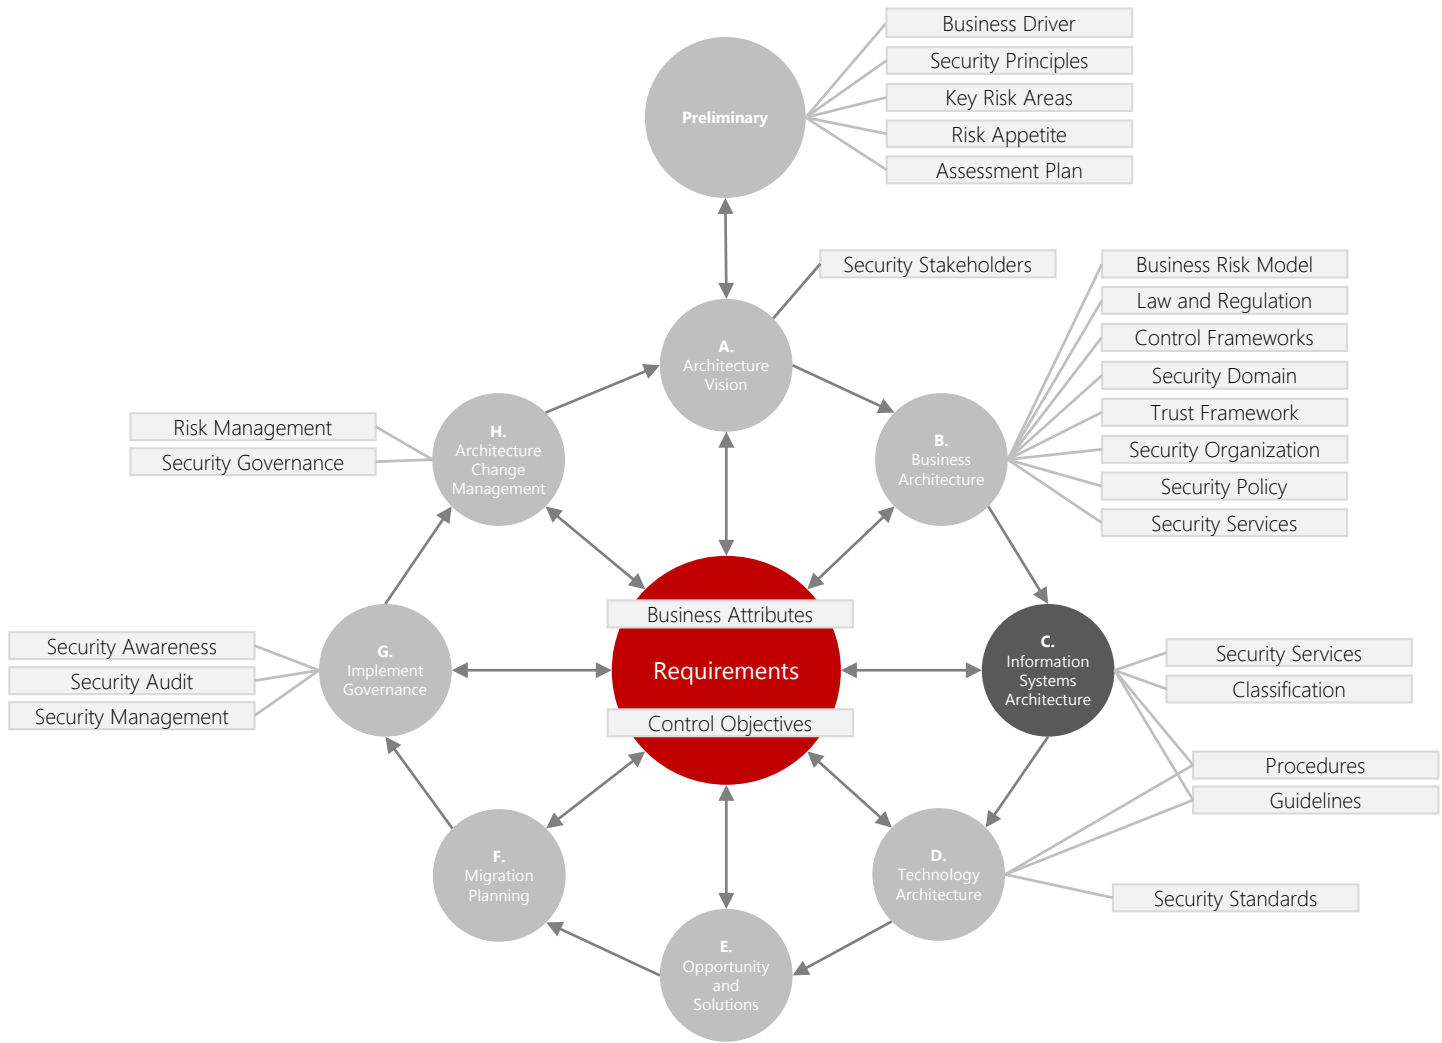 Business Driver
Security Principles
Key Risk Areas
Risk Appetite
Assessment Plan
Preliminary
Security Stakeholders
Business Risk Model
Law and Regulation
Control Frameworks
Security Domain
Trust Framework
Security Organization
Security Policy
Security Services
A.
Architecture
Vision
B.
Business
Architecture
Risk Management
Security Governance
H.
Architecture
Change
Management
Business Attributes
Requirements
Control Objectives
Security Awareness
Security Audit
Security Management
G.
Implement
Governance
C.
Information
Systems
Architecture
Security Services
Classification
Procedures
Guidelines
F.
Migration
Planning
D.
Technology
Architecture
Security Standards
E.
Opportunity
and
Solutions